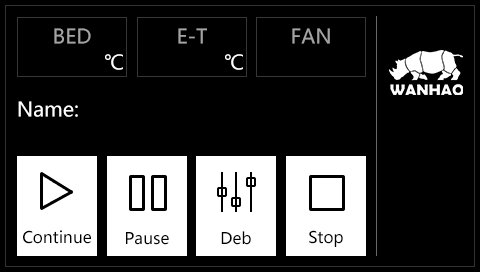 BED E-T FAN
℃ ℃
WANHAO
Name:
Continue Pause Deb Stop